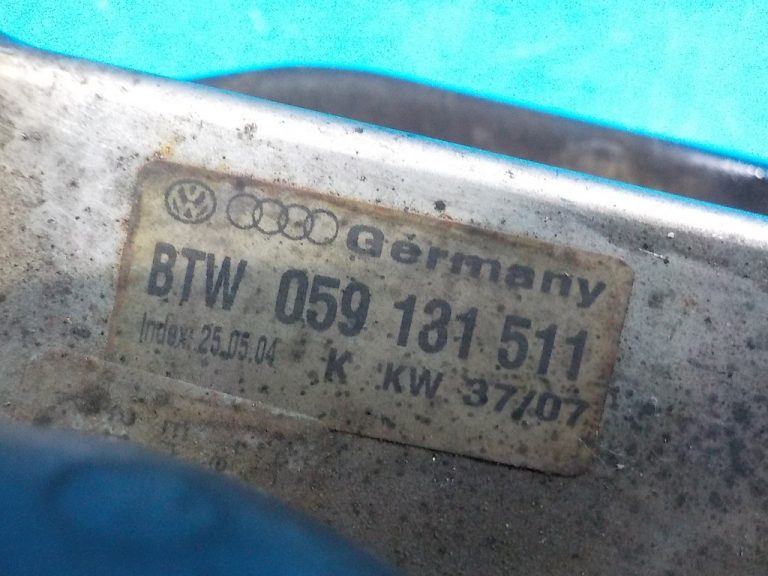 Germany
BTW 059 131 511
Index: 25.05.04 K KW 37/07